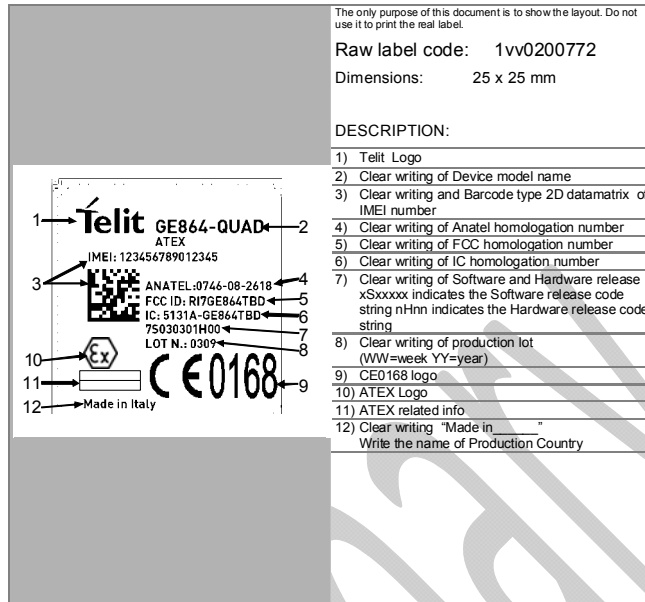 The only purpose of this document is to show the layout. Do not
use it to print the real label.
Raw label code: 1vv0200772
Dimensions: 25 x 25 mm
DESCRIPTION:
1) Telit Logo
2) Clear writing of Device model name
3) Clear writing and Barcode type 2D datamatrix of
IMEI number
4) Clear writing of Anatel homologation number
5) Clear writing of FCC homologation number
6) Clear writing of IC homologation number
7) Clear writing of Software and Hardware release
xSxxxxx indicates the Software release code
string nHnn indicates the Hardware release code
string
8) Clear writing of production lot
(WW=week YY=year)
9) CE0168 logo
10) ATEX Logo
11) ATEX related info
12) Clear writing "Made in______"
Write the name of Production Country
1 Telit GE864-QUAD 2
ATEX
IMEI: 123456789012345
3
ANATEL:0746-08-2618 4
FCC ID: RI7GE864TBD 5
IC: 5131A-GE864TBD 6
75030301H00 7
LOT N.: 0309 8
10 Ex
11 CE0168 9
12 Made in Italy